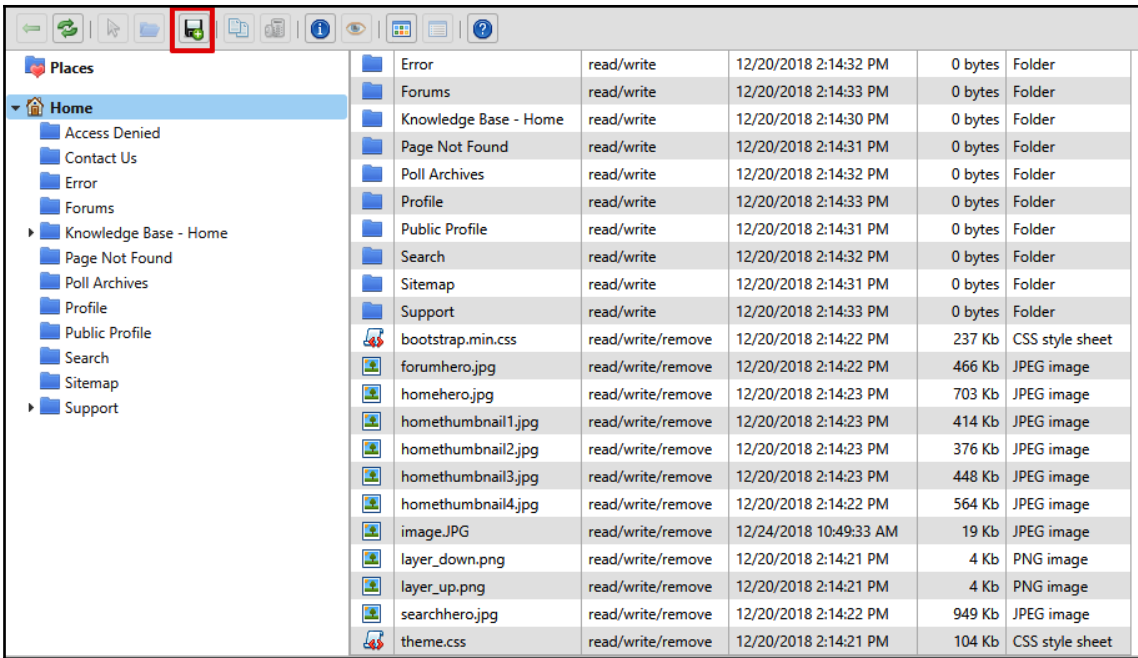 Places
Home
Access Denied
Contact Us
Error
Forums
Knowledge Base - Home
Page Not Found
Poll Archives
Profile
Public Profile
Search
Sitemap
Support
Error read/write 12/20/2018 2:14:32 PM 0 bytes Folder
Forums read/write 12/20/2018 2:14:33 PM 0 bytes Folder
Knowledge Base - Home read/write 12/20/2018 2:14:30 PM 0 bytes Folder
Page Not Found read/write 12/20/2018 2:14:31 PM 0 bytes Folder
Poll Archives read/write 12/20/2018 2:14:32 PM 0 bytes Folder
Profile read/write 12/20/2018 2:14:33 PM 0 bytes Folder
Public Profile read/write 12/20/2018 2:14:31 PM 0 bytes Folder
Search read/write 12/20/2018 2:14:32 PM 0 bytes Folder
Sitemap read/write 12/20/2018 2:14:31 PM 0 bytes Folder
Support read/write 12/20/2018 2:14:33 PM 0 bytes Folder
bootstrap.min.css read/write/remove 12/20/2018 2:14:22 PM 237 Kb CSS style sheet
forumhero.jpg read/write/remove 12/20/2018 2:14:22 PM 466 Kb JPEG image
homehero.jpg read/write/remove 12/20/2018 2:14:22 PM 703 Kb JPEG image
homethumbnail1.jpg read/write/remove 12/20/2018 2:14:23 PM 414 Kb JPEG image
homethumbnail2.jpg read/write/remove 12/20/2018 2:14:23 PM 376 Kb JPEG image
homethumbnail3.jpg read/write/remove 12/20/2018 2:14:23 PM 448 Kb JPEG image
homethumbnail4.jpg read/write/remove 12/20/2018 2:14:22 PM 564 Kb JPEG image
image.JPG read/write/remove 12/24/2018 10:49:33 AM 19 Kb JPEG image
layer_down.png read/write/remove 12/20/2018 2:14:21 PM 4 Kb PNG image
layer_up.png read/write/remove 12/20/2018 2:14:21 PM 4 Kb PNG image
searchhero.jpg read/write/remove 12/20/2018 2:14:22 PM 949 Kb JPEG image
theme.css read/write/remove 12/20/2018 2:14:21 PM 104 Kb CSS style sheet